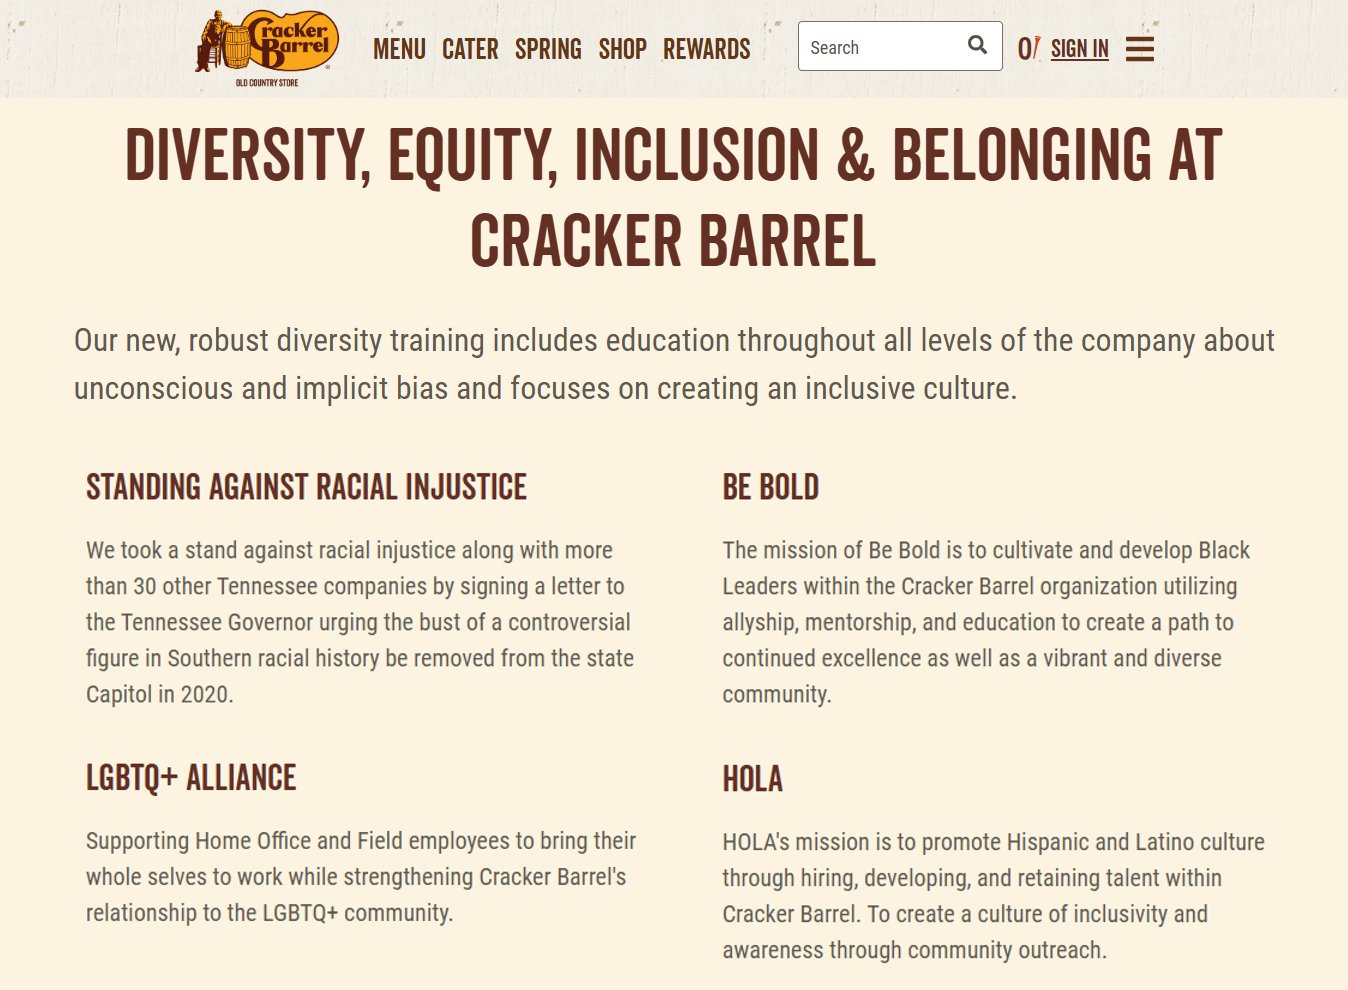 Cracker
Barrel
OLD COUNTRY STORE
MENU CATER SPRING SHOP REWARDS
Search
0
SIGN IN
DIVERSITY, EQUITY, INCLUSION & BELONGING AT
CRACKER BARREL
Our new, robust diversity training includes education throughout all levels of the company about
unconscious and implicit bias and focuses on creating an inclusive culture.
STANDING AGAINST RACIAL INJUSTICE
We took a stand against racial injustice along with more
than 30 other Tennessee companies by signing a letter to
the Tennessee Governor urging the bust of a controversial
figure in Southern racial history be removed from the state
Capitol in 2020.
BE BOLD
The mission of Be Bold is to cultivate and develop Black
Leaders within the Cracker Barrel organization utilizing
allyship, mentorship, and education to create a path to
continued excellence as well as a vibrant and diverse
community.
LGBTQ+ ALLIANCE
Supporting Home Office and Field employees to bring their
whole selves to work while strengthening Cracker Barrel's
relationship to the LGBTQ+ community.
HOLA
HOLA's mission is to promote Hispanic and Latino culture
through hiring, developing, and retaining talent within
Cracker Barrel. To create a culture of inclusivity and
awareness through community outreach.